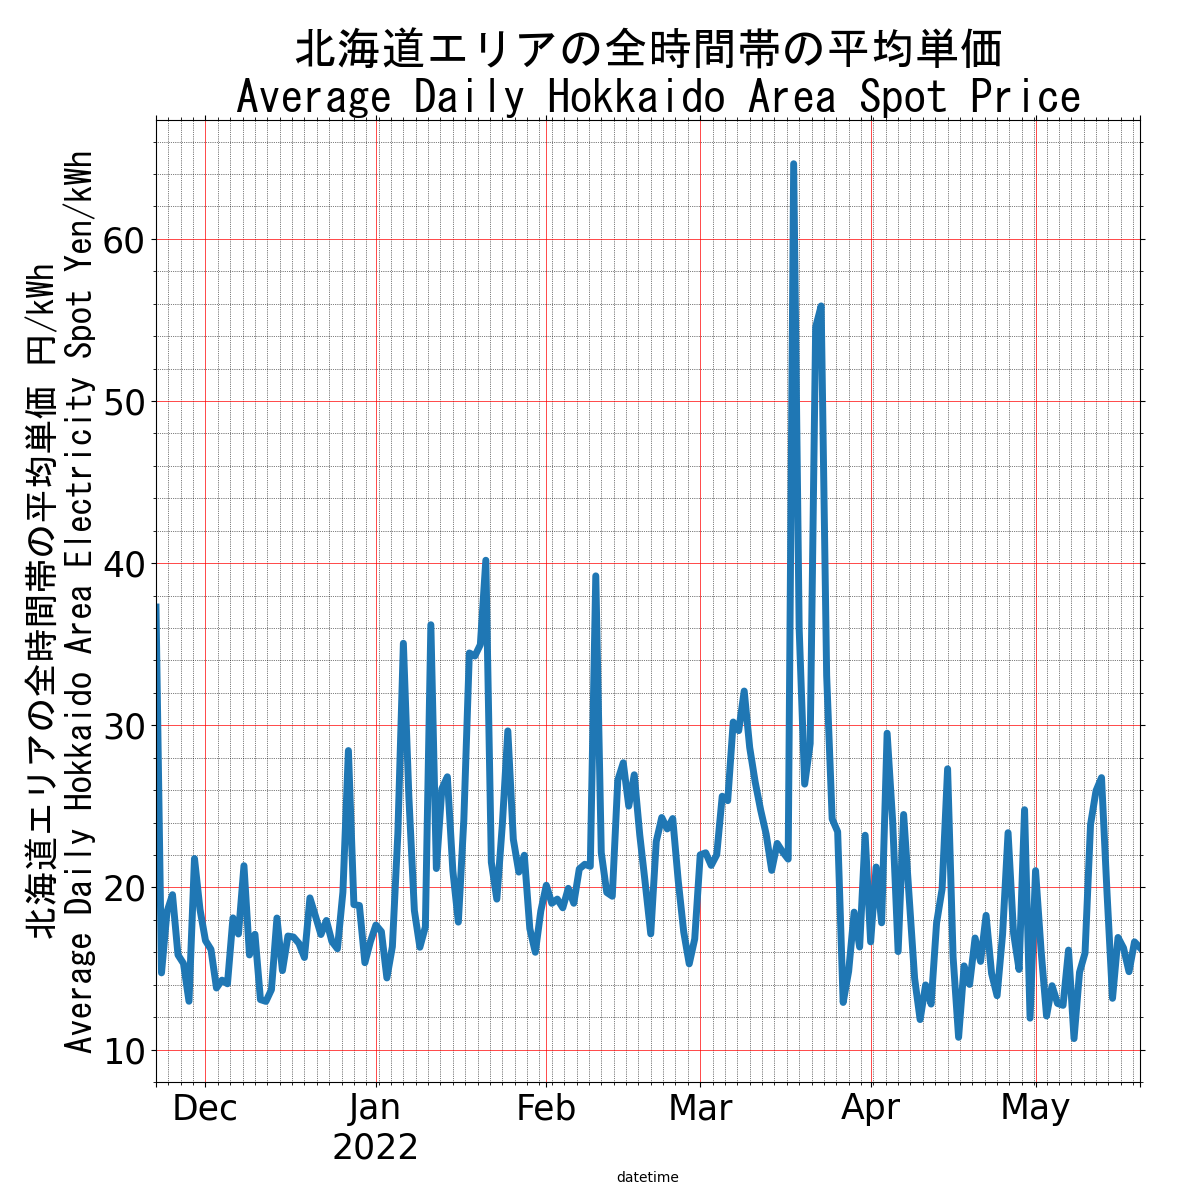 北海道エリアの全時間帯の平均単価
Average Daily Hokkaido Area Spot Price
北海道エリアの全時間帯の平均単価 円/kWh
Average Daily Hokkaido Area Electricity Spot Yen/kWh
60
50
40
30
20
10
Dec
Jan
2022
Feb
Mar
Apr
May
datetime